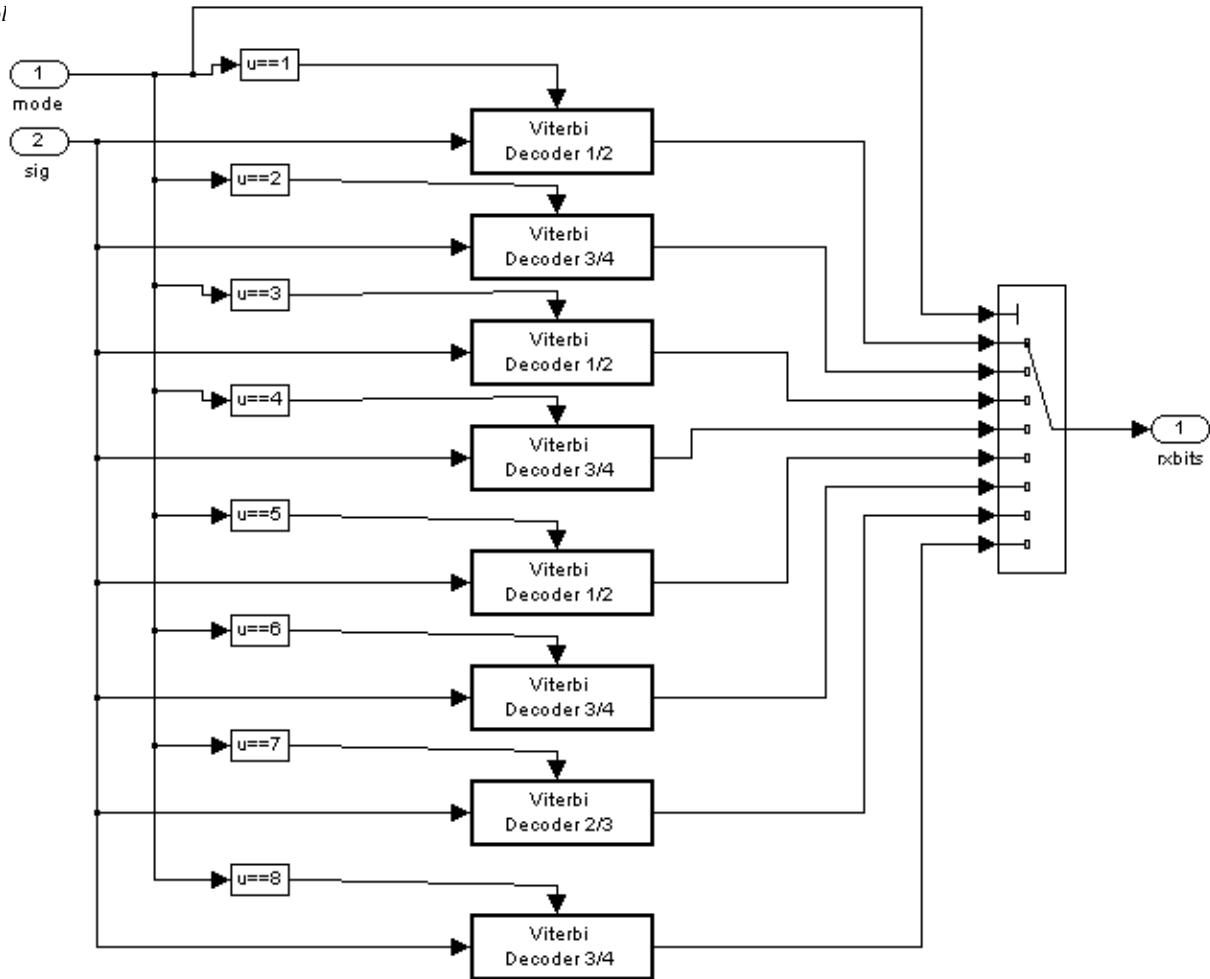 1
mode
2
sig
u==1
Viterbi
Decoder 1/2
u==2
Viterbi
Decoder 3/4
u==3
Viterbi
Decoder 1/2
u==4
Viterbi
Decoder 3/4
u==5
Viterbi
Decoder 1/2
u==6
Viterbi
Decoder 3/4
u==7
Viterbi
Decoder 2/3
u==8
Viterbi
Decoder 3/4
1
rxbits